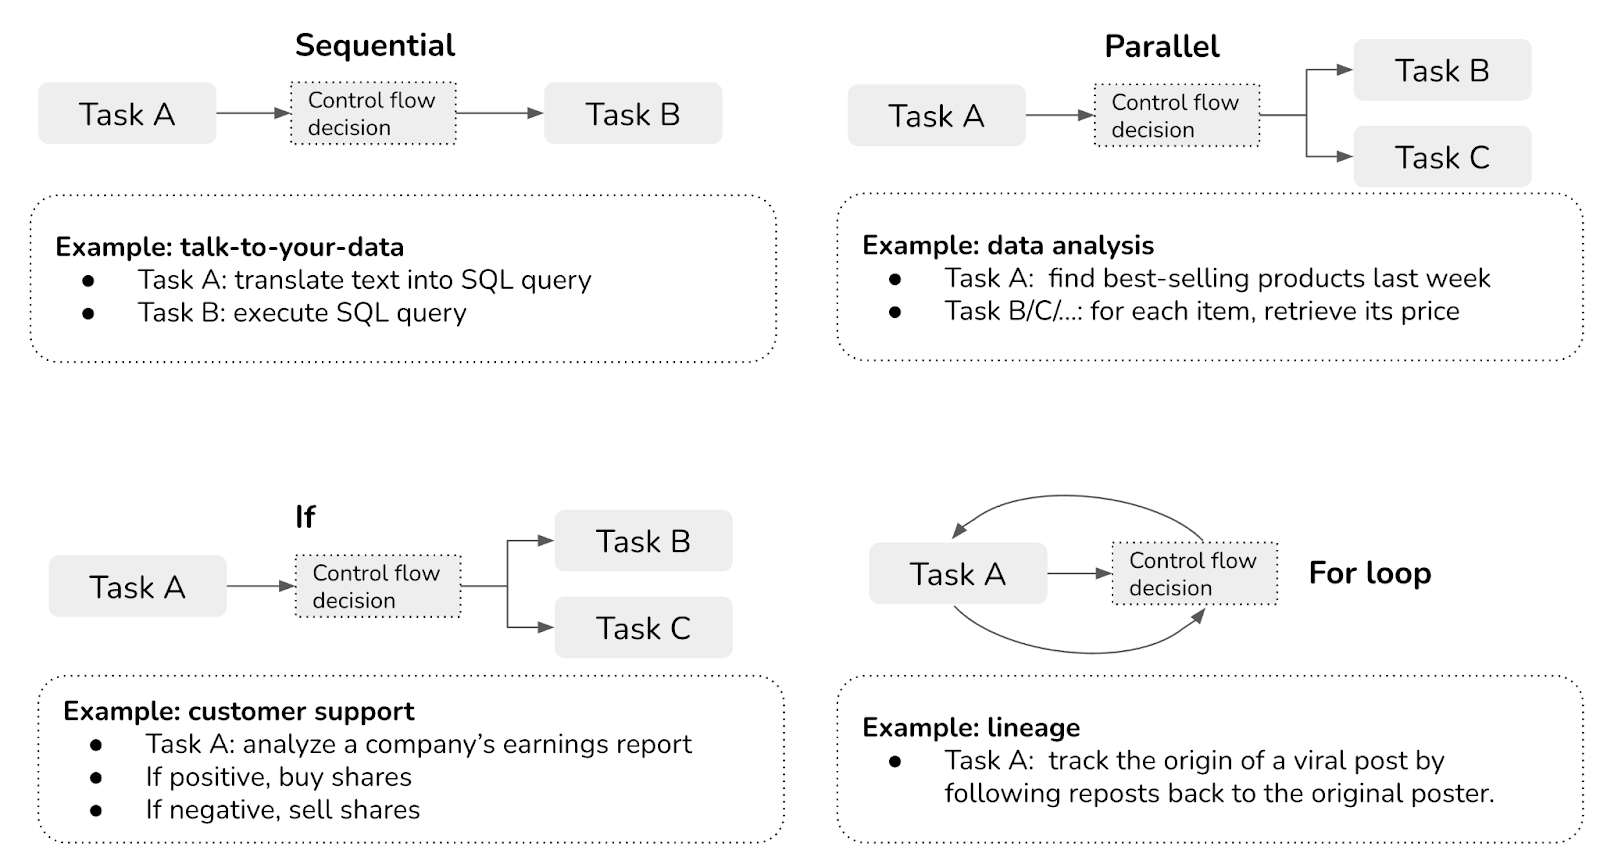 Sequential
Task A
Control flow
decision
Task B
Example: talk-to-your-data
● Task A: translate text into SQL query
● Task B: execute SQL query
Parallel
Task A
Control flow
decision
Task B
Task C
Example: data analysis
● Task A:  find best-selling products last week
● Task B/C/...: for each item, retrieve its price
If
Task A
Control flow
decision
Task B
Task C
Example: customer support
● Task A: analyze a company’s earnings report
● If positive, buy shares
● If negative, sell shares
Task A
Control flow
decision
For loop
Example: lineage
● Task A:  track the origin of a viral post by
following reposts back to the original poster.